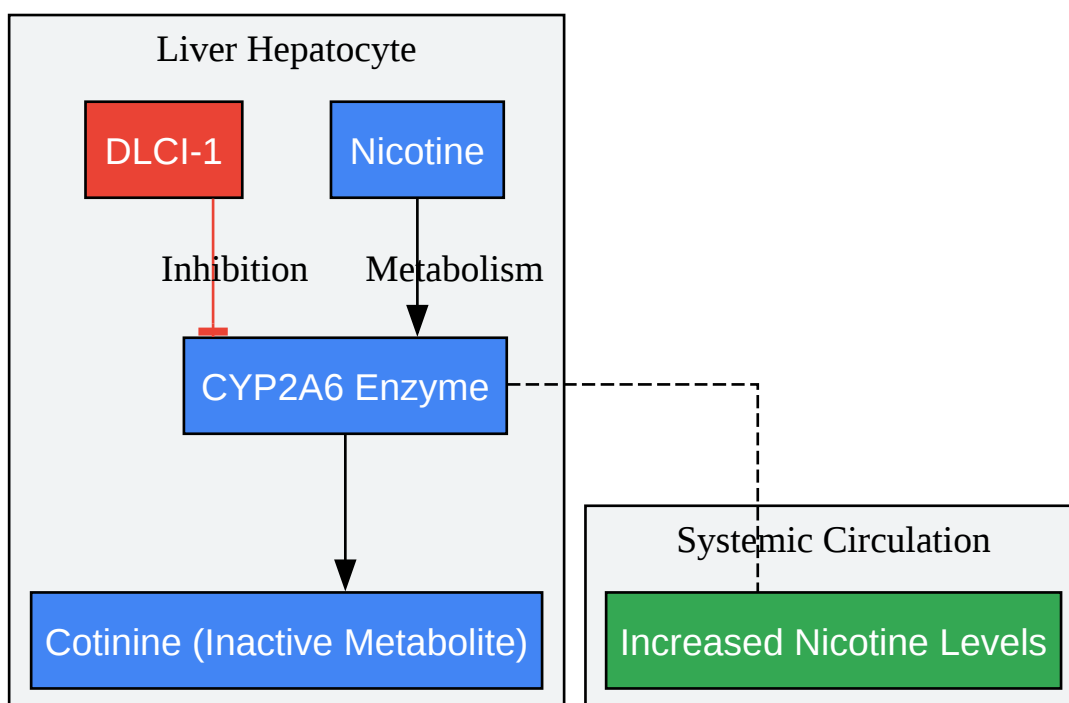 Liver Hepatocyte
DLCI-1
Nicotine
Inhibition
Metabolism
CYP2A6 Enzyme
Systemic Circulation
Cotinine (Inactive Metabolite)
Increased Nicotine Levels